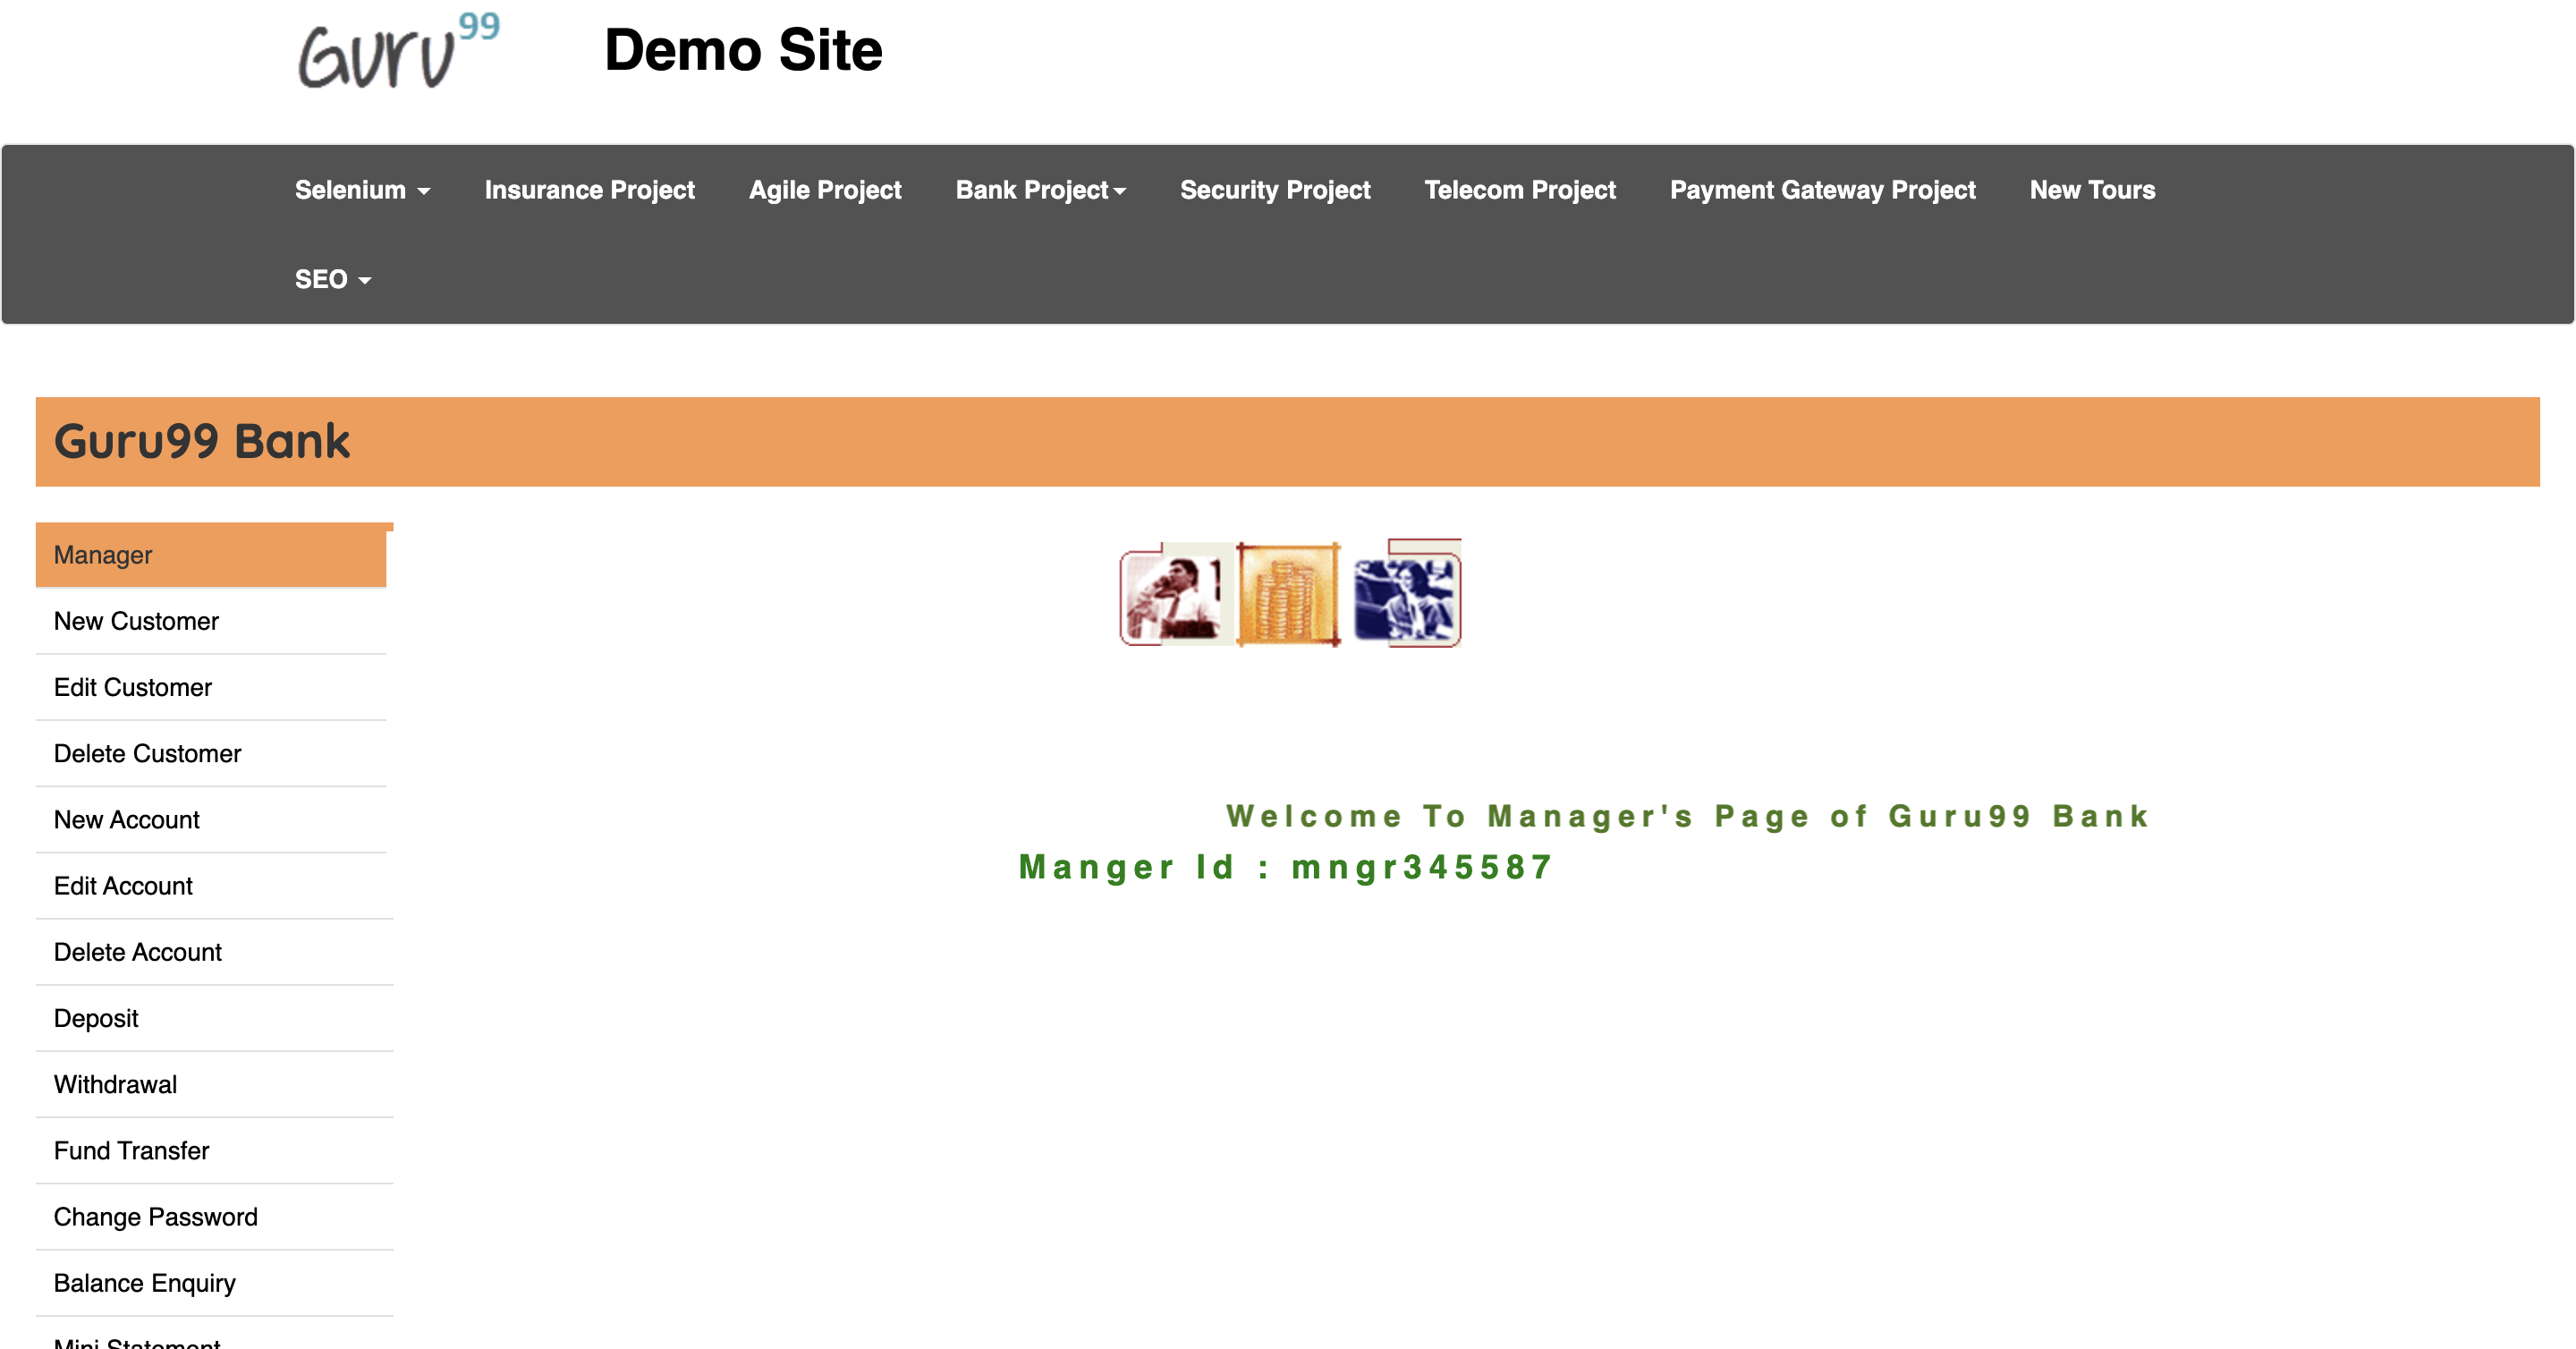 Guru99
Demo Site
Selenium Insurance Project Agile Project Bank Project Security Project Telecom Project Payment Gateway Project New Tours
SEO
Guru99 Bank
Manager
New Customer
Edit Customer
Delete Customer
New Account
Edit Account
Delete Account
Deposit
Withdrawal
Fund Transfer
Change Password
Balance Enquiry
Mini Statement
Welcome To Manager's Page of Guru99 Bank
Manger Id : mngr345587